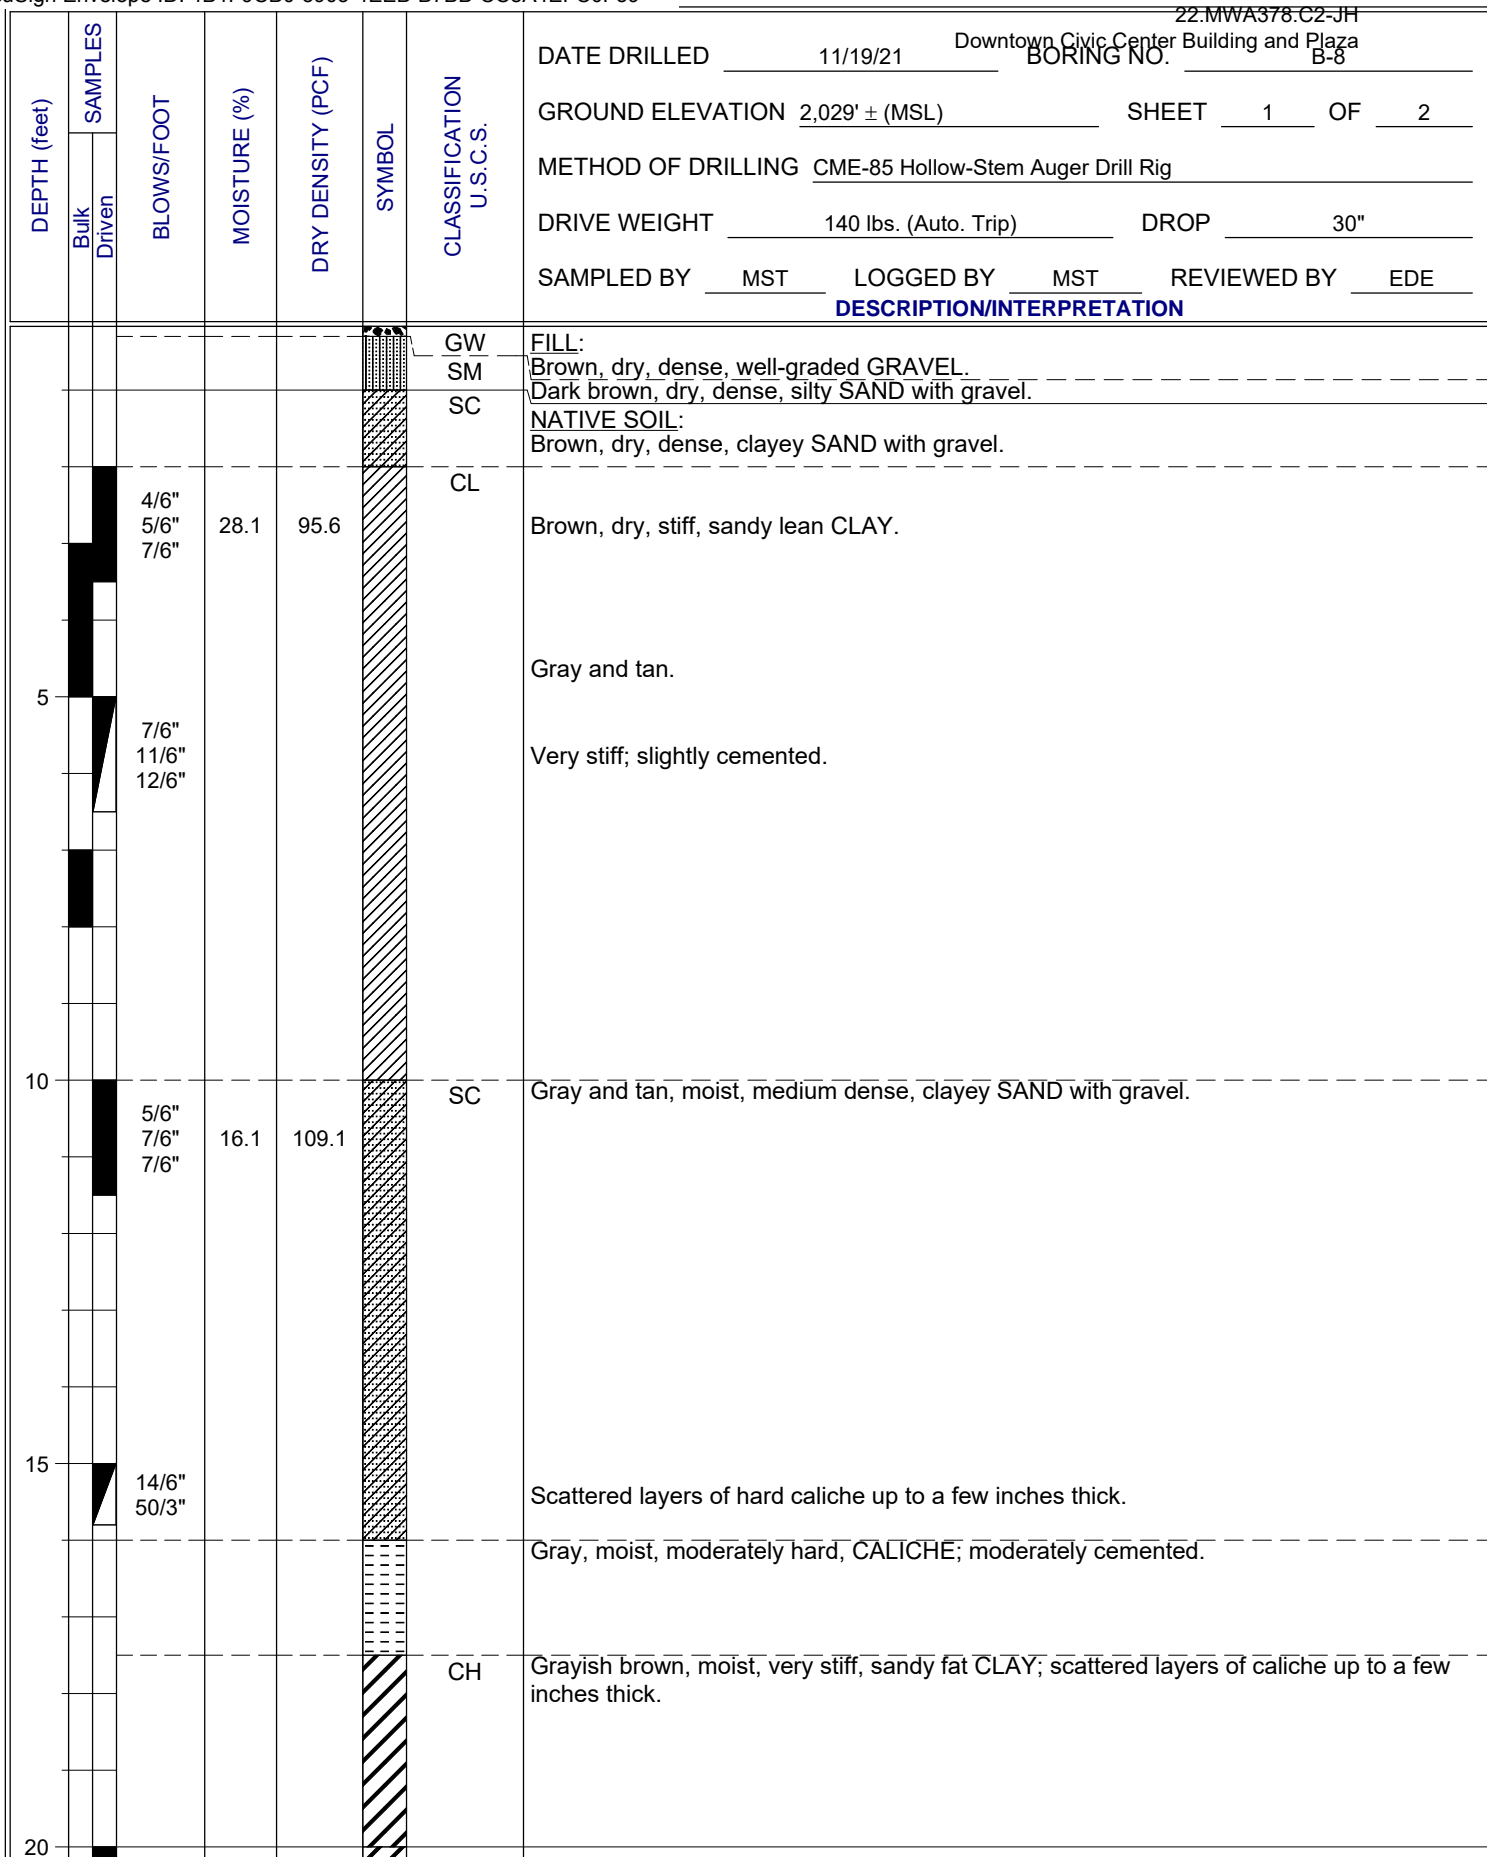 22.MWA378.C2-JH
Downtown Civic Center Building and Plaza
DEPTH (feet)
SAMPLES
Bulk
Driven
BLOWS/FOOT
MOISTURE (%)
DRY DENSITY (PCF)
SYMBOL
CLASSIFICATION
U.S.C.S.
DATE DRILLED 11/19/21 BORING NO. B-8
GROUND ELEVATION 2,029' ± (MSL) SHEET 1 OF 2
METHOD OF DRILLING CME-85 Hollow-Stem Auger Drill Rig
DRIVE WEIGHT 140 lbs. (Auto. Trip) DROP 30"
SAMPLED BY MST LOGGED BY MST REVIEWED BY EDE
DESCRIPTION/INTERPRETATION
GW FILL:
Brown, dry, dense, well-graded GRAVEL.
SM
Dark brown, dry, dense, silty SAND with gravel.
SC
NATIVE SOIL:
Brown, dry, dense, clayey SAND with gravel.
CL
4/6"
5/6" 28.1 95.6 Brown, dry, stiff, sandy lean CLAY.
7/6"
Gray and tan.
5
7/6"
11/6" Very stiff; slightly cemented.
12/6"
10
SC Gray and tan, moist, medium dense, clayey SAND with gravel.
5/6"
7/6" 16.1 109.1
7/6"
15
14/6"
50/3" Scattered layers of hard caliche up to a few inches thick.
Gray, moist, moderately hard, CALICHE; moderately cemented.
CH Grayish brown, moist, very stiff, sandy fat CLAY; scattered layers of caliche up to a few
inches thick.
20